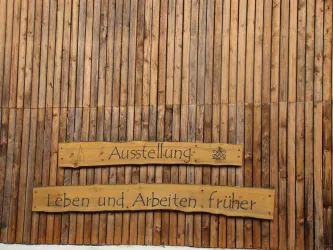 Ausstellung
Leben und Arbeiten früher